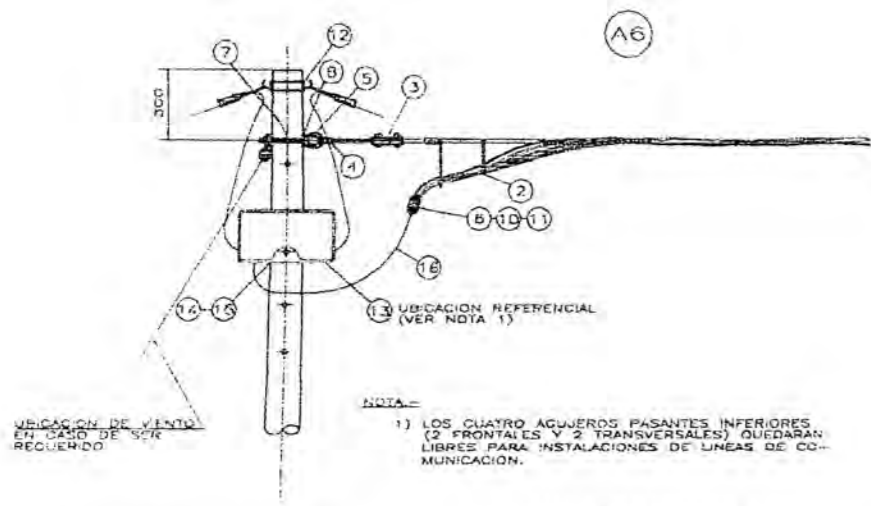 A6
7
12
8
5
3
300
4
2
6
10
11
16
14
15
13
UBICACION REFERENCIAL
(VER NOTA 1)
UBICACION DE VIENTO
EN CASO DE SER
REQUERIDO
NOTA.-
1) LOS CUATRO AGUJEROS PASANTES INFERIORES
(2 FRONTALES Y 2 TRANSVERSALES) QUEDARAN
LIBRES PARA INSTALACIONES DE LINEAS DE CO-
MUNICACION.